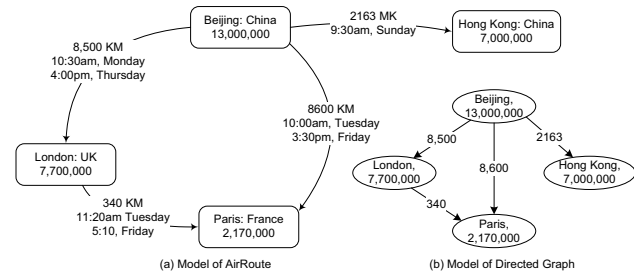 Beijing: China
13,000,000
2163 MK
9:30am, Sunday
Hong Kong: China
7,000,000
8,500 KM
10:30am, Monday
4:00pm, Thursday
8600 KM
10:00am, Tuesday
3:30pm, Friday
London: UK
7,700,000
340 KM
11:20am Tuesday
5:10, Friday
Paris: France
2,170,000
(a) Model of AirRoute
Beijing,
13,000,000
8,500
2163
8,600
London,
7,700,000
Hong Kong,
7,000,000
340
Paris,
2,170,000
(b) Model of Directed Graph